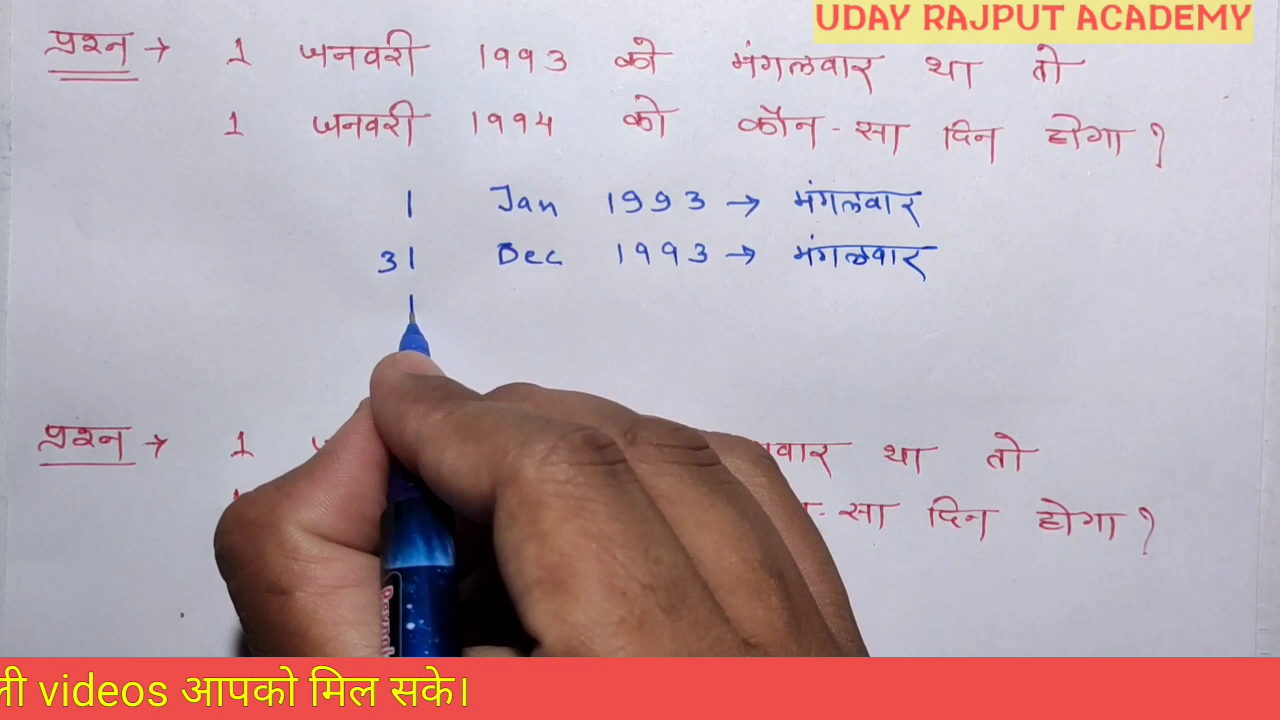 UDAY RAJPUT ACADEMY
प्रश्न → 1 जनवरी 1993 को मंगलवार था तो
1 जनवरी 1994 को कौन-सा दिन होगा ?
1 Jan 1993 → मंगलवार
31 Dec 1993 → मंगलवार
1
प्रश्न → 1 था तो
सा दिन होगा ?
videos आपको मिल सके।